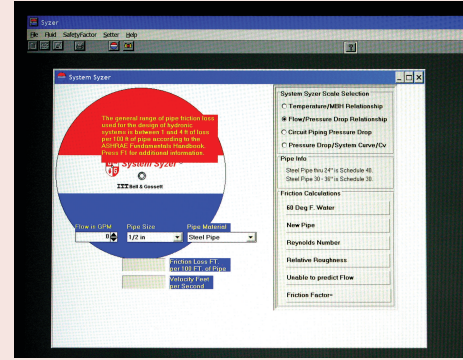 Syzer
File Fluid SafetyFactor Setter Help
System Syzer
The general range of pipe friction loss
used for the design of hydronic
systems is between 1 and 4 ft of loss
per 100 ft of pipe according to the
ASHRAE Fundamentals Handbook.
Press F1 for additional information.
System Syzer
ITT Bell & Gossett
Flow in GPM Pipe Size Pipe Material
0 1/2 in Steel Pipe
Friction Loss FT.
per 100 FT. of Pipe
Velocity Feet
per Second
System Syzer Scale Selection
Temperature/MBH Relationship
Flow/Pressure Drop Relationship
Circuit Piping Pressure Drop
Pressure Drop/System Curve/Cv
Pipe Info
Steel Pipe thru 24" is Schedule 40.
Steel Pipe 30 - 36" is Schedule 30.
Friction Calculations
60 Deg F. Water
New Pipe
Reynolds Number
Relative Roughness
Unable to predict Flow
Friction Factor=